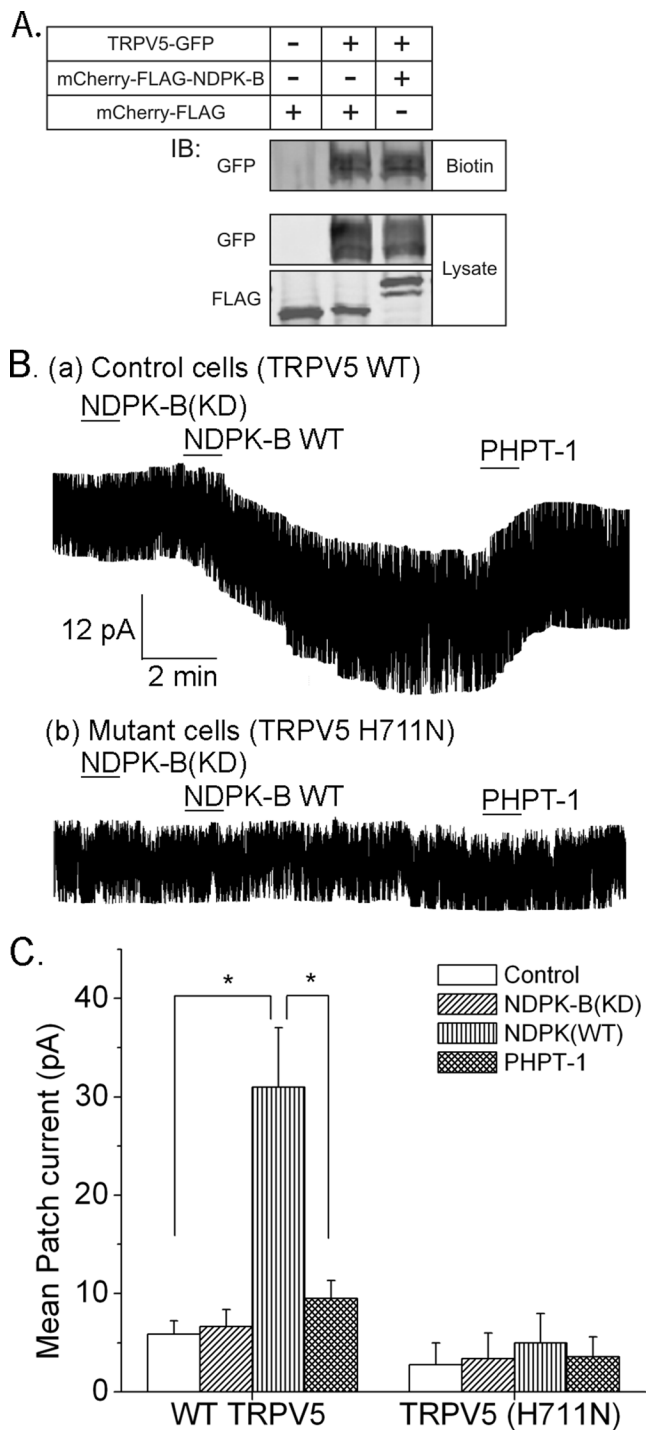 A.
TRPV5-GFP - + +
mCherry-FLAG-NDPK-B - - +
mCherry-FLAG + + -
IB:
GFP Biotin
GFP
Lysate
FLAG
B. (a) Control cells (TRPV5 WT)
NDPK-B(KD)
NDPK-B WT
PHPT-1
12 pA
2 min
(b) Mutant cells (TRPV5 H711N)
NDPK-B(KD)
NDPK-B WT
PHPT-1
C.
Mean Patch current (pA)
40
30
20
10
0
* *
Control
NDPK-B(KD)
NDPK(WT)
PHPT-1
WT TRPV5 TRPV5 (H711N)